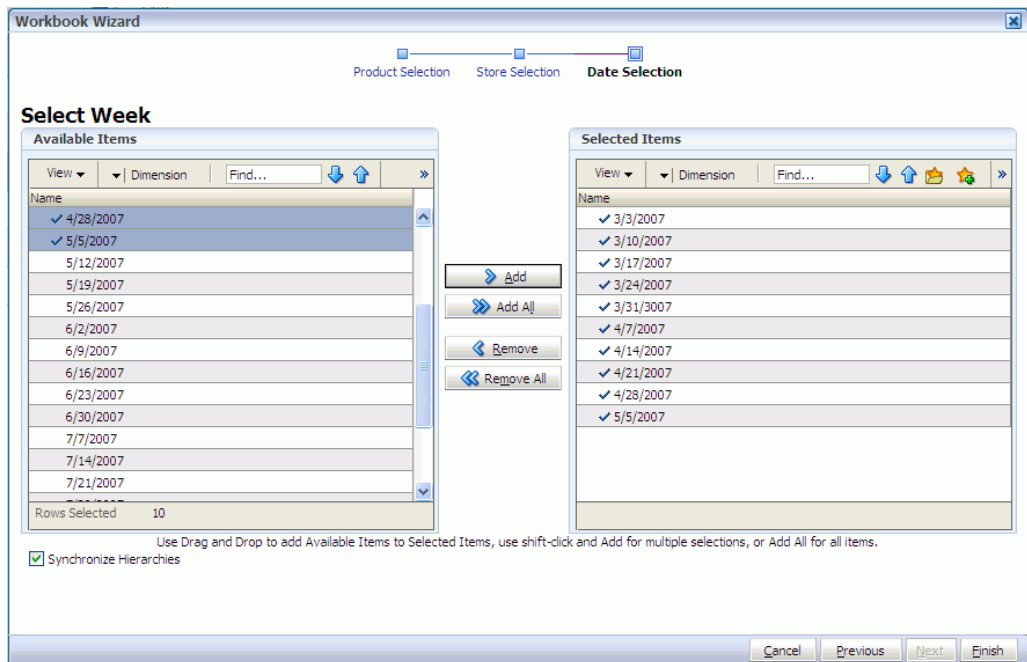 Workbook Wizard
Product Selection Store Selection Date Selection
Select Week
Available Items
View Dimension Find... »
Name
4/28/2007
5/5/2007
5/12/2007
5/19/2007
5/26/2007
6/2/2007
6/9/2007
6/16/2007
6/23/2007
6/30/2007
7/7/2007
7/14/2007
7/21/2007
Rows Selected 10
Add
Add All
Remove
Remove All
Selected Items
View Dimension Find... »
Name
3/3/2007
3/10/2007
3/17/2007
3/24/2007
3/31/3007
4/7/2007
4/14/2007
4/21/2007
4/28/2007
5/5/2007
Use Drag and Drop to add Available Items to Selected Items, use shift-click and Add for multiple selections, or Add All for all items.
Synchronize Hierarchies
Cancel Previous Next Finish